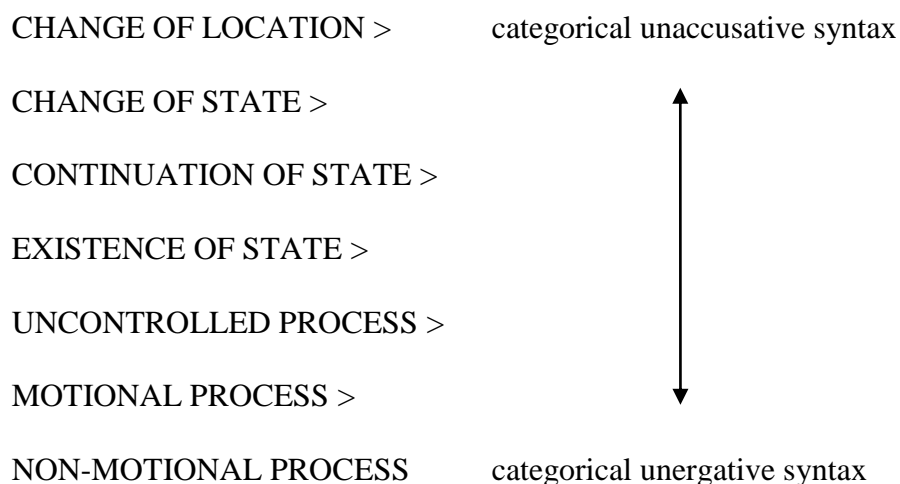 CHANGE OF LOCATION > categorical unaccusative syntax
CHANGE OF STATE >
CONTINUATION OF STATE >
EXISTENCE OF STATE >
UNCONTROLLED PROCESS >
MOTIONAL PROCESS >
NON-MOTIONAL PROCESS categorical unergative syntax